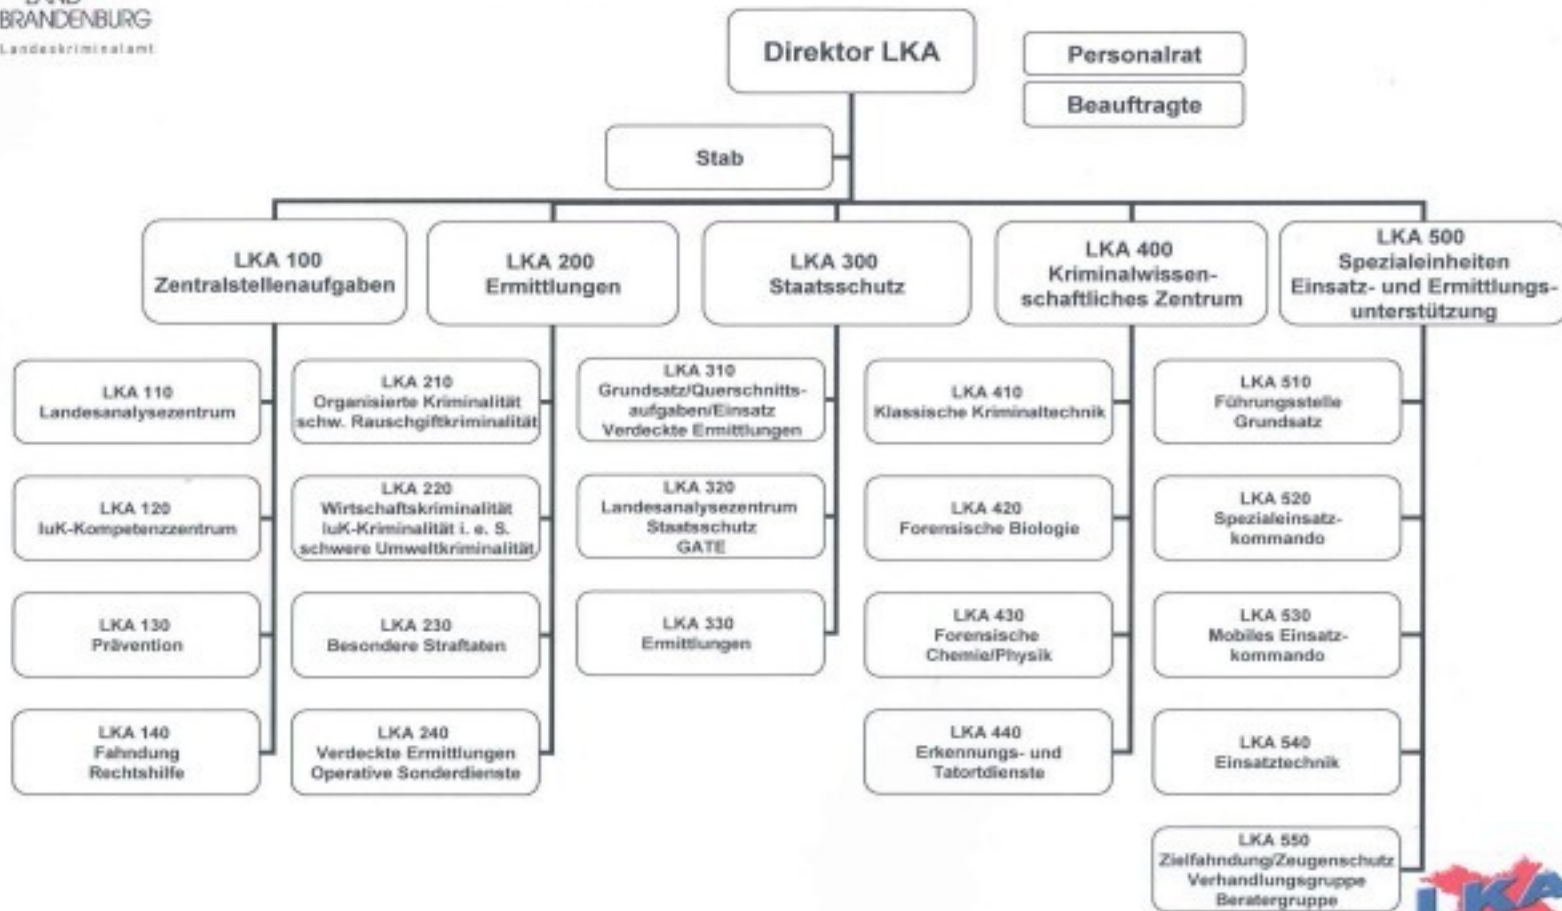 LAND
BRANDENBURG
Landeskriminalamt
Direktor LKA
Personalrat
Beauftragte
Stab
LKA 100
Zentralstellenaufgaben
LKA 200
Ermittlungen
LKA 300
Staatsschutz
LKA 400
Kriminalwissen-
schaftliches Zentrum
LKA 500
Spezialeinheiten
Einsatz- und Ermittlungs-
unterstützung
LKA 110
Landesanalysezentrum
LKA 210
Organisierte Kriminalität
schw. Rauschgiftkriminalität
LKA 310
Grundsatz/Querschnitts-
aufgaben/Einsatz
Verdeckte Ermittlungen
LKA 410
Klassische Kriminaltechnik
LKA 510
Führungsstelle
Grundsatz
LKA 120
IuK-Kompetenzzentrum
LKA 220
Wirtschaftskriminalität
IuK-Kriminalität i. e. S.
schwere Umweltkriminalität
LKA 320
Landesanalysezentrum
Staatsschutz
GATE
LKA 420
Forensische Biologie
LKA 520
Spezialeinsatz-
kommando
LKA 130
Prävention
LKA 230
Besondere Straftaten
LKA 330
Ermittlungen
LKA 430
Forensische
Chemie/Physik
LKA 530
Mobiles Einsatz-
kommando
LKA 140
Fahndung
Rechtshilfe
LKA 240
Verdeckte Ermittlungen
Operative Sonderdienste
LKA 440
Erkennungs- und
Tatortdienste
LKA 540
Einsatztechnik
LKA 550
Zielfahndung/Zeugenschutz
Verhandlungsgruppe
Beratergruppe
LKA